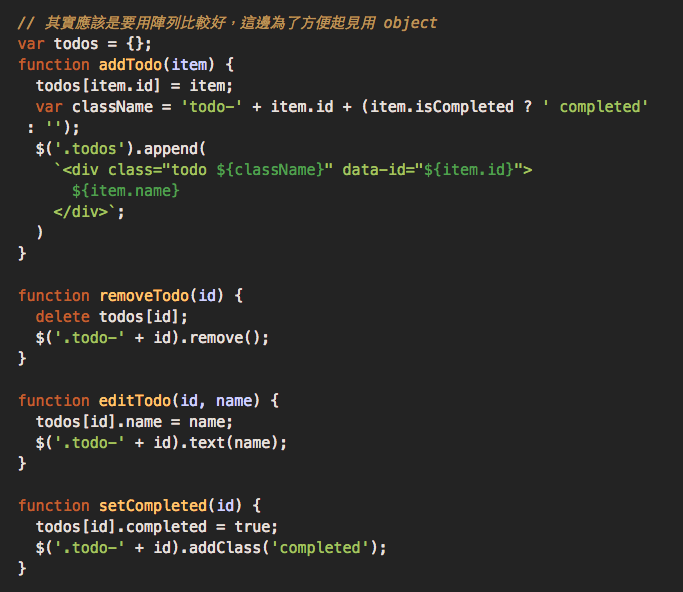 // 其實應該是要用陣列比較好，這邊為了方便起見用 object
var todos = {};
function addTodo(item) {
  todos[item.id] = item;
  var className = 'todo-' + item.id + (item.isCompleted ? ' completed'
 : '');
  $('.todos').append(
    `<div class="todo ${className}" data-id="${item.id}">
      ${item.name}
    </div>`;
  )
}

function removeTodo(id) {
  delete todos[id];
  $('.todo-' + id).remove();
}

function editTodo(id, name) {
  todos[id].name = name;
  $('.todo-' + id).text(name);
}

function setCompleted(id) {
  todos[id].completed = true;
  $('.todo-' + id).addClass('completed');
}